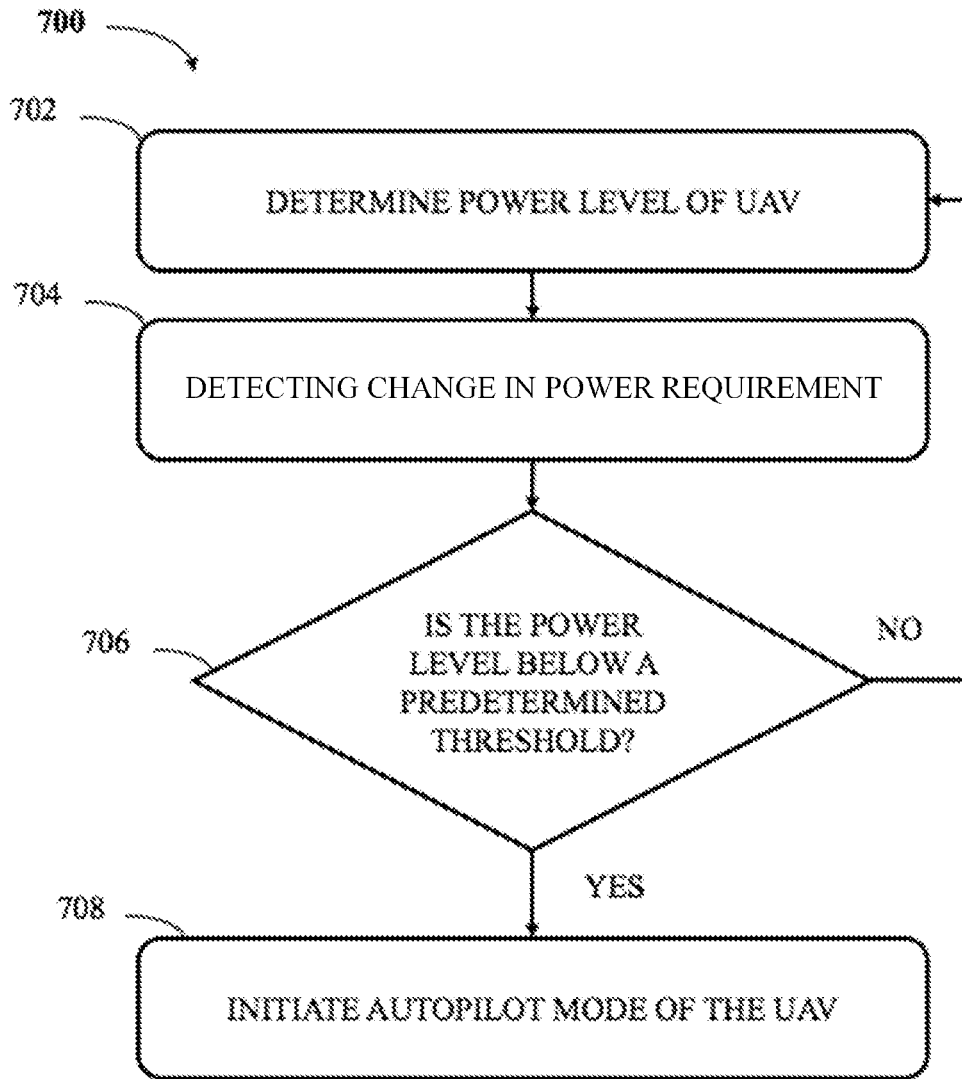 700
702
DETERMINE POWER LEVEL OF UAV
704
DETECTING CHANGE IN POWER REQUIREMENT
706
IS THE POWER
LEVEL BELOW A
PREDETERMINED
THRESHOLD?
NO
YES
708
INITIATE AUTOPILOT MODE OF THE UAV